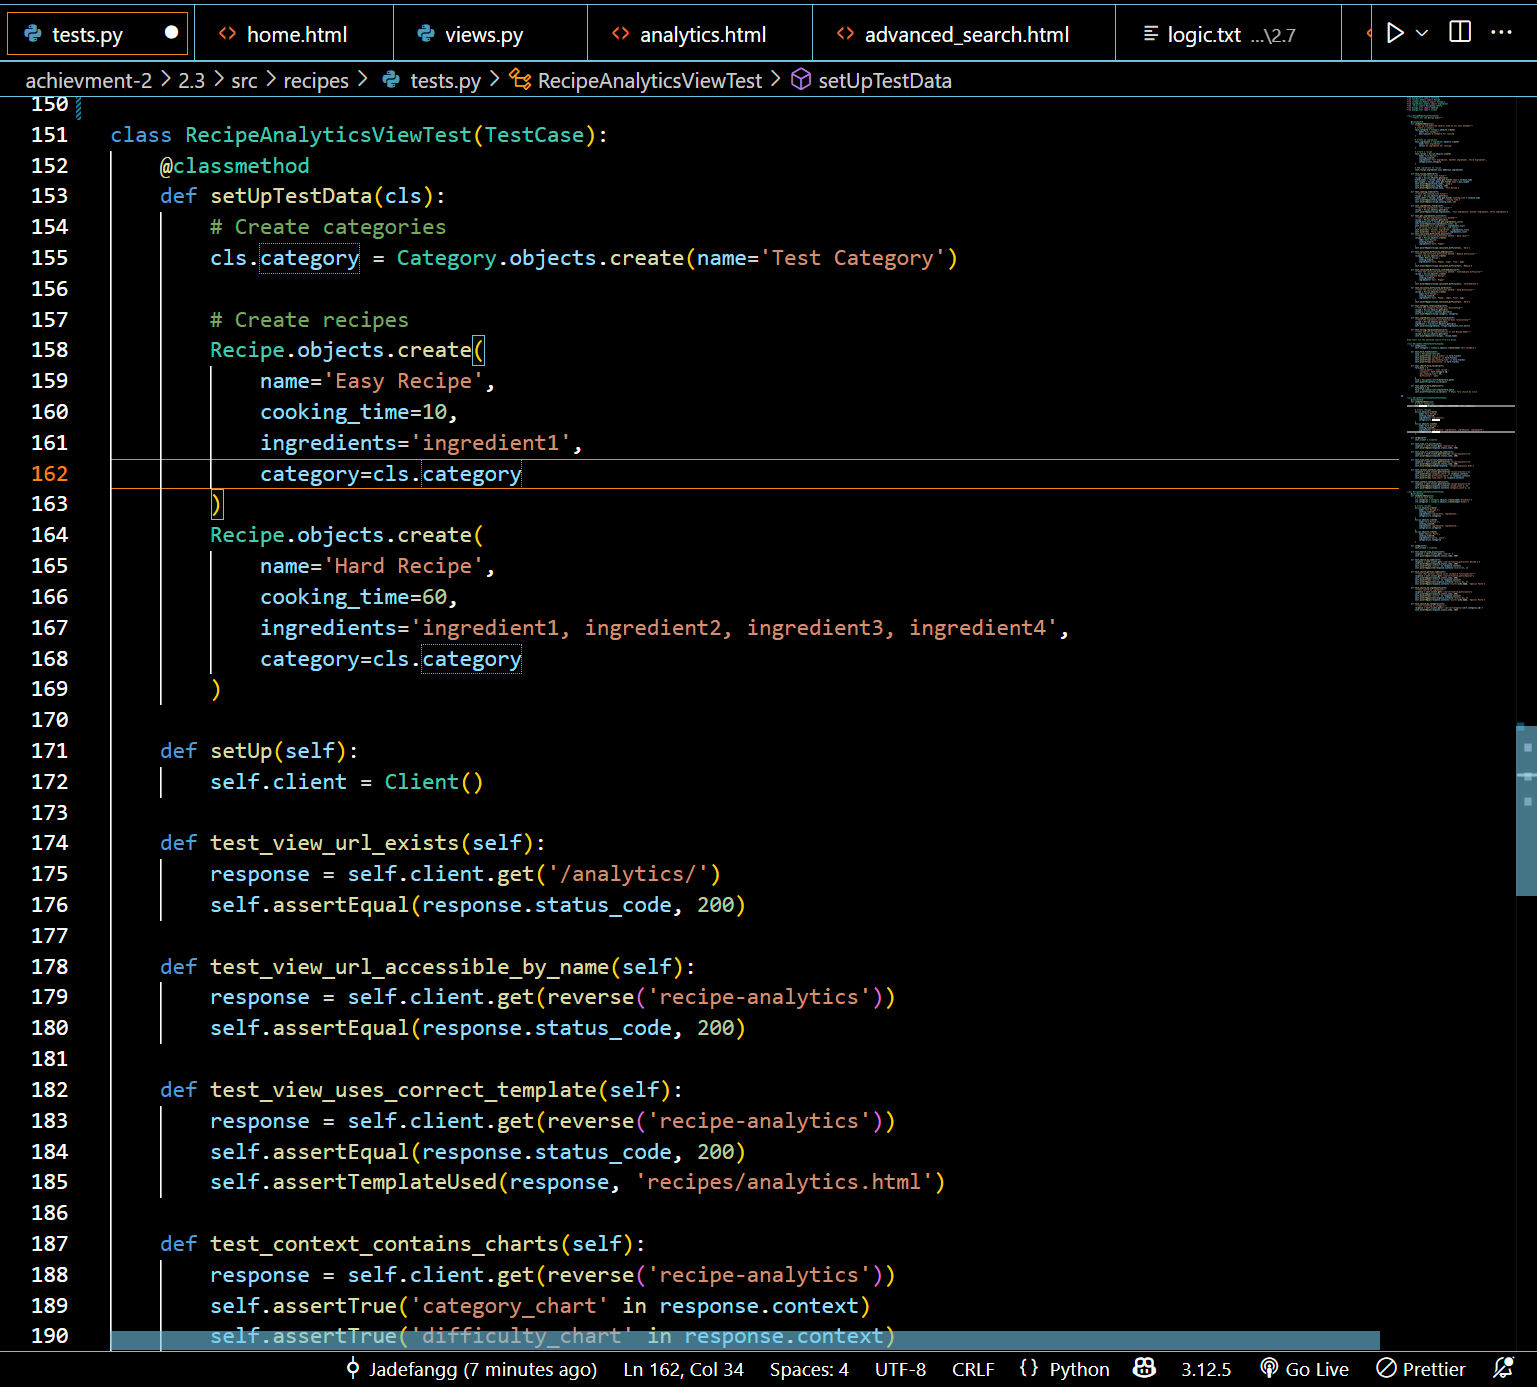 tests.py ● home.html views.py analytics.html advanced_search.html logic.txt ...\2.7
achievment-2 > 2.3 > src > recipes > tests.py > RecipeAnalyticsViewTest > setUpTestData
150
151 class RecipeAnalyticsViewTest(TestCase):
152     @classmethod
153     def setUpTestData(cls):
154         # Create categories
155         cls.category = Category.objects.create(name='Test Category')
156
157         # Create recipes
158         Recipe.objects.create(
159             name='Easy Recipe',
160             cooking_time=10,
161             ingredients='ingredient1',
162             category=cls.category
163         )
164         Recipe.objects.create(
165             name='Hard Recipe',
166             cooking_time=60,
167             ingredients='ingredient1, ingredient2, ingredient3, ingredient4',
168             category=cls.category
169         )
170
171     def setUp(self):
172         self.client = Client()
173
174     def test_view_url_exists(self):
175         response = self.client.get('/analytics/')
176         self.assertEqual(response.status_code, 200)
177
178     def test_view_url_accessible_by_name(self):
179         response = self.client.get(reverse('recipe-analytics'))
180         self.assertEqual(response.status_code, 200)
181
182     def test_view_uses_correct_template(self):
183         response = self.client.get(reverse('recipe-analytics'))
184         self.assertEqual(response.status_code, 200)
185         self.assertTemplateUsed(response, 'recipes/analytics.html')
186
187     def test_context_contains_charts(self):
188         response = self.client.get(reverse('recipe-analytics'))
189         self.assertTrue('category_chart' in response.context)
190         self.assertTrue('difficulty_chart' in response.context)
Jadefangg (7 minutes ago) Ln 162, Col 34 Spaces: 4 UTF-8 CRLF {} Python 3.12.5 Go Live Prettier